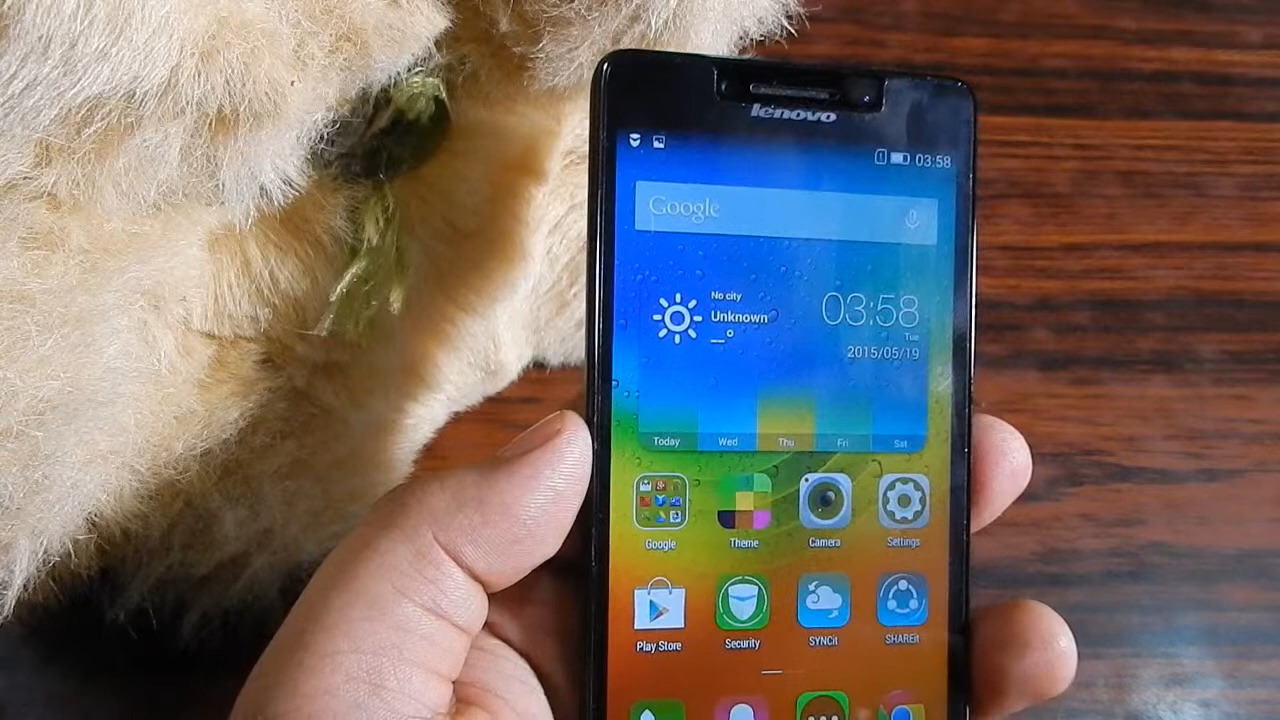 lenovo
03:58
Google
No city
Unknown
__°
03:58
Tue
2015/05/19
Today Wed Thu Fri Sat
Google Theme Camera Settings
Play Store Security SYNCit SHAREit